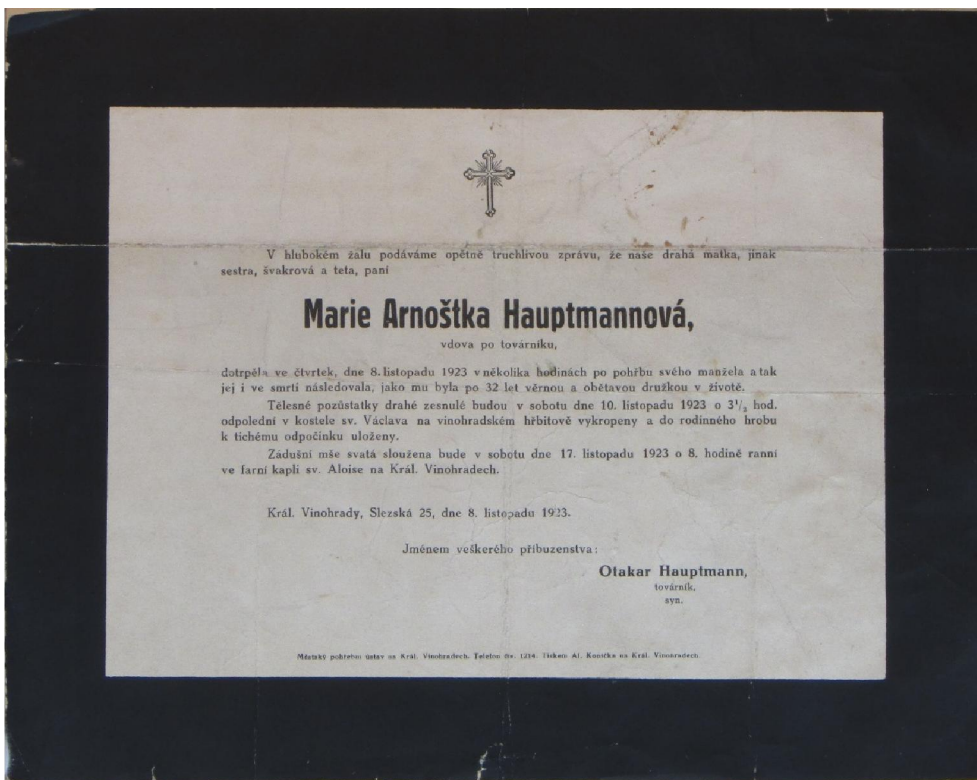 V hlubokém žalu podáváme opětně truchlivou zprávu, že naše drahá matka, jinak
sestra, švakrová a teta, paní
Marie Arnoštka Hauptmannová,
vdova po továrníku,
dotrpěla ve čtvrtek, dne 8. listopadu 1923 v několika hodinách po pohřbu svého manžela a tak
jej i ve smrti následovala, jako mu byla po 32 let věrnou a obětavou družkou v životě.
Tělesné pozůstatky drahé zesnulé budou v sobotu dne 10. listopadu 1923 o 3½ hod.
odpolední v kostele sv. Václava na vinohradském hřbitově vykropeny a do rodinného hrobu
k tichému odpočinku uloženy.
Zádušní mše svatá sloužena bude v sobotu dne 17. listopadu 1923 o 8. hodině ranní
ve farní kapli sv. Aloise na Král. Vinohradech.
Král. Vinohrady, Slezská 25, dne 8. listopadu 1923.
Jménem veškerého příbuzenstva:
Otakar Hauptmann,
továrník,
syn.
Městský pohřební ústav na Král. Vinohradech. Telefon čís. 1294. Tiskem Al. Koníčka na Král. Vinohradech.